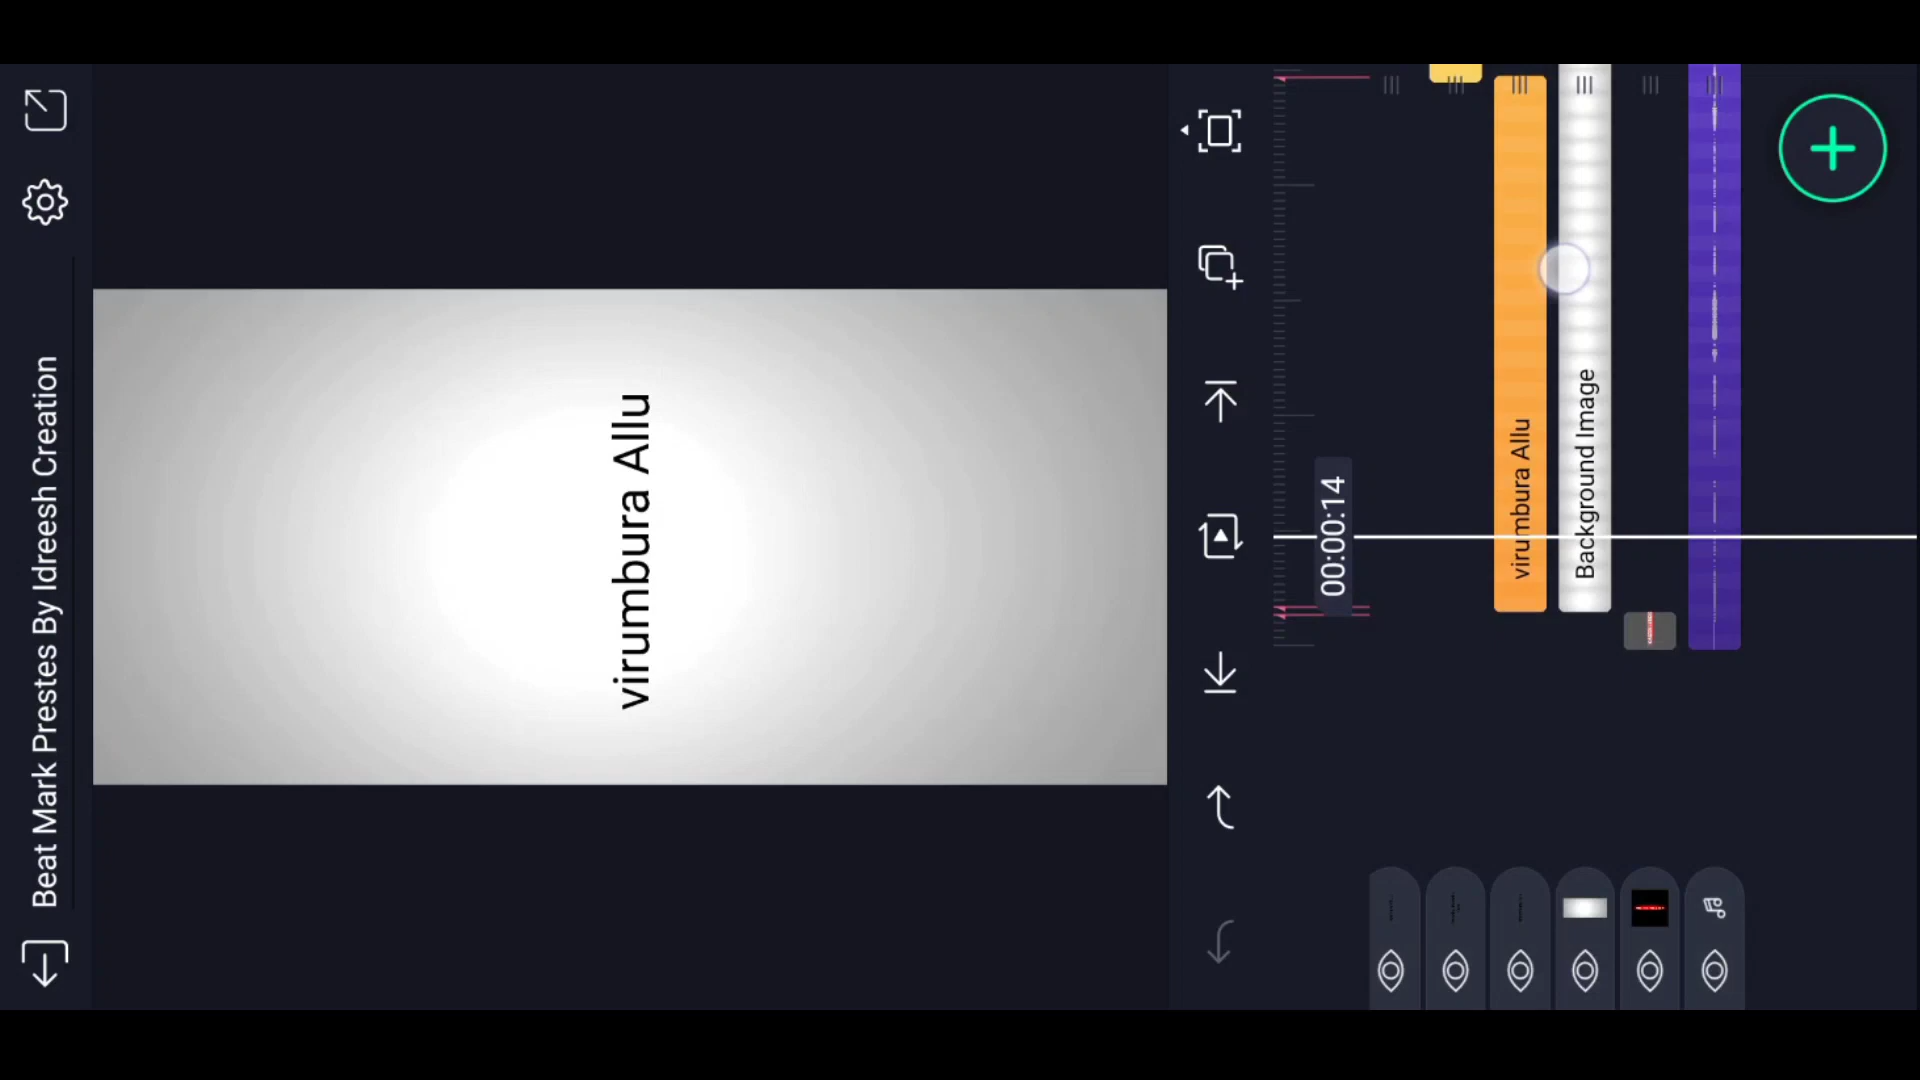 Beat Mark Prestes By Idreesh Creation
virumbura Allu
00:00:14
virumbura Allu
Background Image